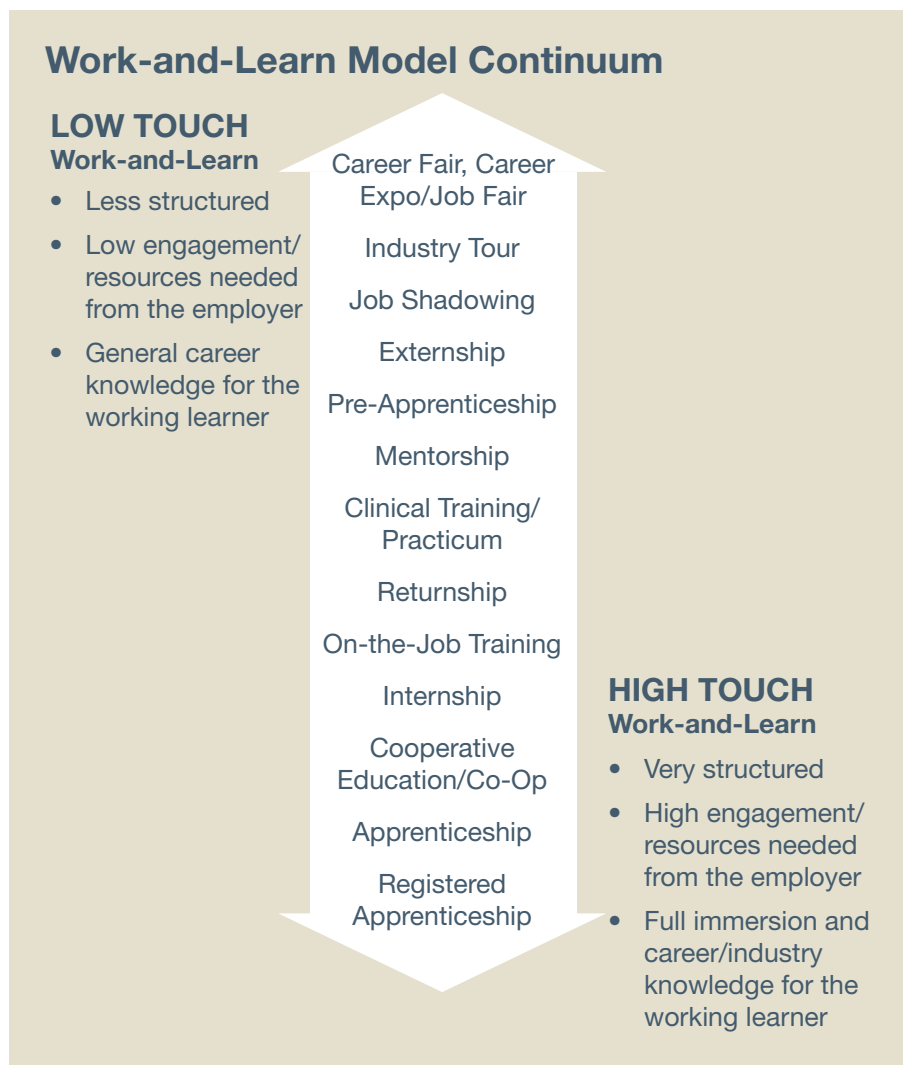 Work-and-Learn Model Continuum
LOW TOUCH
Work-and-Learn
• Less structured
• Low engagement/
resources needed
from the employer
• General career
knowledge for the
working learner
Career Fair, Career
Expo/Job Fair
Industry Tour
Job Shadowing
Externship
Pre-Apprenticeship
Mentorship
Clinical Training/
Practicum
Returnship
On-the-Job Training
Internship
Cooperative
Education/Co-Op
Apprenticeship
Registered
Apprenticeship
HIGH TOUCH
Work-and-Learn
• Very structured
• High engagement/
resources needed
from the employer
• Full immersion and
career/industry
knowledge for the
working learner